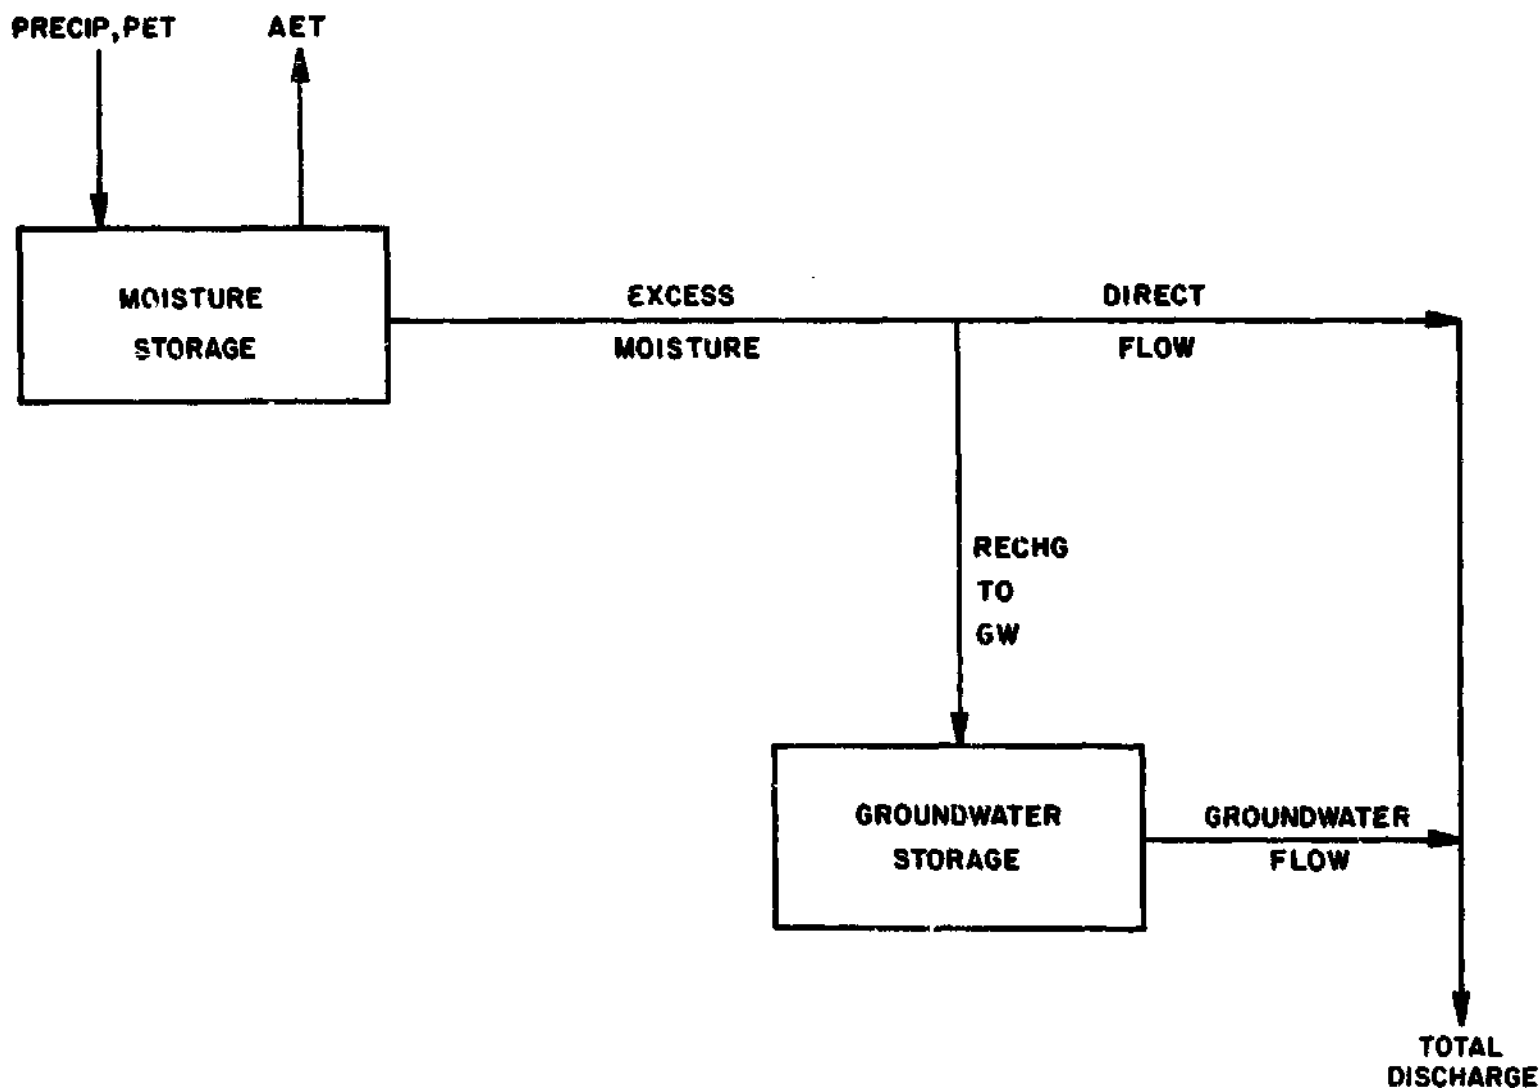 PRECIP, PET
AET
MOISTURE
STORAGE
EXCESS
MOISTURE
DIRECT
FLOW
RECHG
TO
GW
GROUNDWATER
STORAGE
GROUNDWATER
FLOW
TOTAL
DISCHARGE